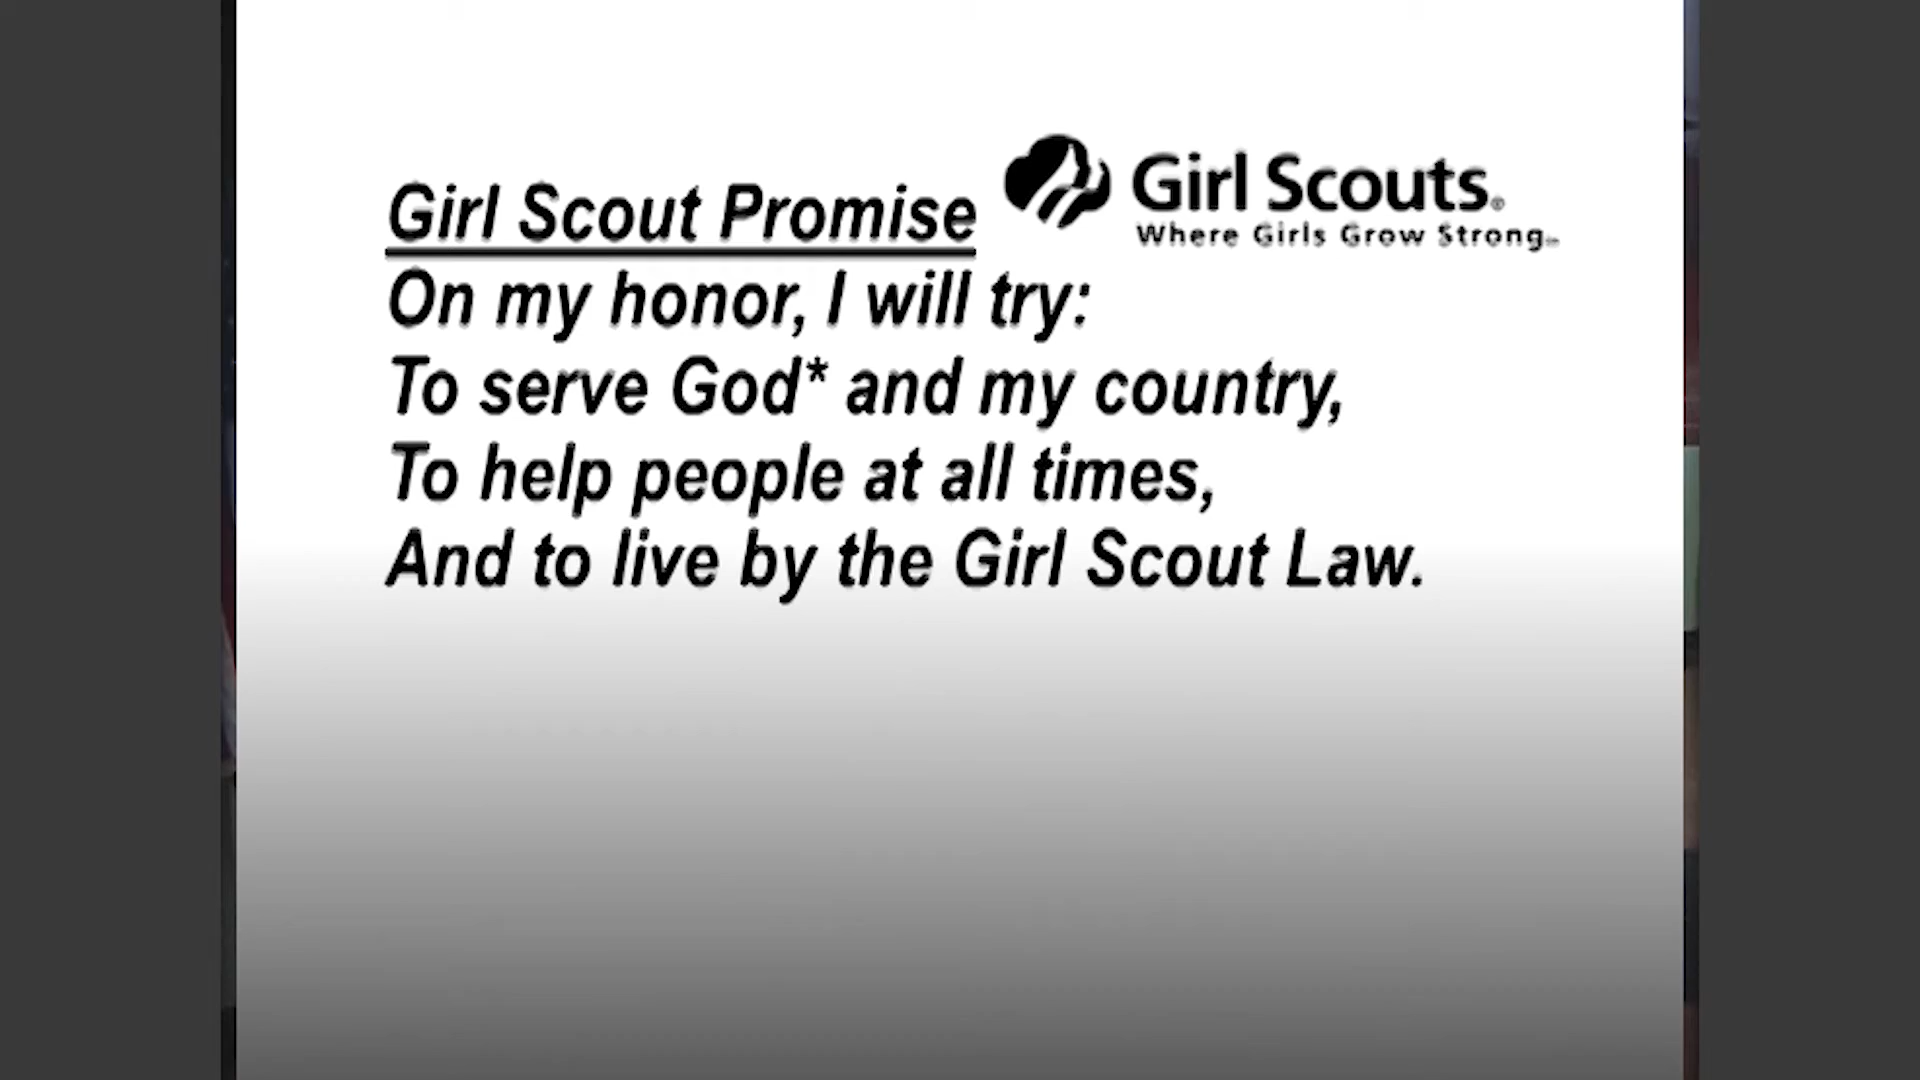 Girl Scouts®
Where Girls Grow Strong
Girl Scout Promise
On my honor, I will try:
To serve God* and my country,
To help people at all times,
And to live by the Girl Scout Law.